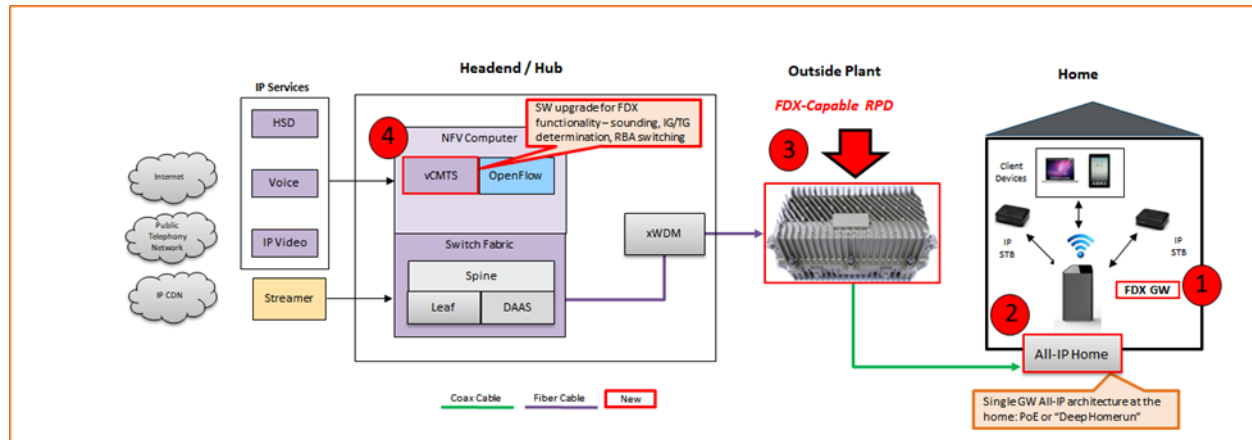 Headend / Hub
Outside Plant
Home
IP Services
FDX-Capable RPD
HSD
Voice
IP Video
Streamer
Internet
Public
Telephony
Network
IP CDN
4
SW upgrade for FDX
functionality – sounding, IG/TG
determination, RBA switching
NFV Computer
vCMTS
OpenFlow
Switch Fabric
Spine
Leaf
DAAS
xWDM
3
Client
Devices
IP
STB
IP
STB
FDX GW
1
2
All-IP Home
Single GW All-IP architecture at the
home: PoE or "Deep Homerun"
Coax Cable
Fiber Cable
New